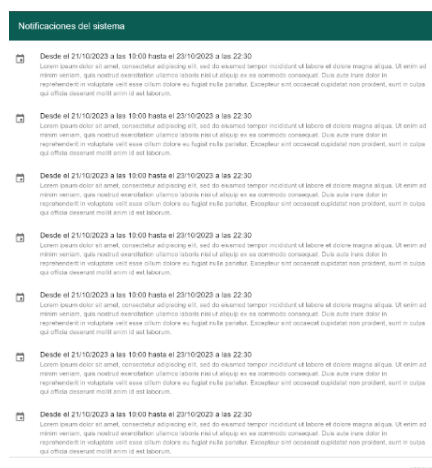 Notificaciones del sistema
Desde el 21/10/2023 a las 10:00 hasta el 23/10/2023 a las 22:30
Lorem ipsum dolor sit amet, consectetur adipiscing elit, sed do eiusmod tempor incididunt ut labore et dolore magna aliqua. Ut enim ad
minim veniam, quis nostrud exercitation ullamco laboris nisi ut aliquip ex ea commodo consequat. Duis aute irure dolor in
reprehenderit in voluptate velit esse cillum dolore eu fugiat nulla pariatur. Excepteur sint occaecat cupidatat non proident, sunt in culpa
qui officia deserunt mollit anim id est laborum.
Desde el 21/10/2023 a las 10:00 hasta el 23/10/2023 a las 22:30
Lorem ipsum dolor sit amet, consectetur adipiscing elit, sed do eiusmod tempor incididunt ut labore et dolore magna aliqua. Ut enim ad
minim veniam, quis nostrud exercitation ullamco laboris nisi ut aliquip ex ea commodo consequat. Duis aute irure dolor in
reprehenderit in voluptate velit esse cillum dolore eu fugiat nulla pariatur. Excepteur sint occaecat cupidatat non proident, sunt in culpa
qui officia deserunt mollit anim id est laborum.
Desde el 21/10/2023 a las 10:00 hasta el 23/10/2023 a las 22:30
Lorem ipsum dolor sit amet, consectetur adipiscing elit, sed do eiusmod tempor incididunt ut labore et dolore magna aliqua. Ut enim ad
minim veniam, quis nostrud exercitation ullamco laboris nisi ut aliquip ex ea commodo consequat. Duis aute irure dolor in
reprehenderit in voluptate velit esse cillum dolore eu fugiat nulla pariatur. Excepteur sint occaecat cupidatat non proident, sunt in culpa
qui officia deserunt mollit anim id est laborum.
Desde el 21/10/2023 a las 10:00 hasta el 23/10/2023 a las 22:30
Lorem ipsum dolor sit amet, consectetur adipiscing elit, sed do eiusmod tempor incididunt ut labore et dolore magna aliqua. Ut enim ad
minim veniam, quis nostrud exercitation ullamco laboris nisi ut aliquip ex ea commodo consequat. Duis aute irure dolor in
reprehenderit in voluptate velit esse cillum dolore eu fugiat nulla pariatur. Excepteur sint occaecat cupidatat non proident, sunt in culpa
qui officia deserunt mollit anim id est laborum.
Desde el 21/10/2023 a las 10:00 hasta el 23/10/2023 a las 22:30
Lorem ipsum dolor sit amet, consectetur adipiscing elit, sed do eiusmod tempor incididunt ut labore et dolore magna aliqua. Ut enim ad
minim veniam, quis nostrud exercitation ullamco laboris nisi ut aliquip ex ea commodo consequat. Duis aute irure dolor in
reprehenderit in voluptate velit esse cillum dolore eu fugiat nulla pariatur. Excepteur sint occaecat cupidatat non proident, sunt in culpa
qui officia deserunt mollit anim id est laborum.
Desde el 21/10/2023 a las 10:00 hasta el 23/10/2023 a las 22:30
Lorem ipsum dolor sit amet, consectetur adipiscing elit, sed do eiusmod tempor incididunt ut labore et dolore magna aliqua. Ut enim ad
minim veniam, quis nostrud exercitation ullamco laboris nisi ut aliquip ex ea commodo consequat. Duis aute irure dolor in
reprehenderit in voluptate velit esse cillum dolore eu fugiat nulla pariatur. Excepteur sint occaecat cupidatat non proident, sunt in culpa
qui officia deserunt mollit anim id est laborum.
Desde el 21/10/2023 a las 10:00 hasta el 23/10/2023 a las 22:30
Lorem ipsum dolor sit amet, consectetur adipiscing elit, sed do eiusmod tempor incididunt ut labore et dolore magna aliqua. Ut enim ad
minim veniam, quis nostrud exercitation ullamco laboris nisi ut aliquip ex ea commodo consequat. Duis aute irure dolor in
reprehenderit in voluptate velit esse cillum dolore eu fugiat nulla pariatur. Excepteur sint occaecat cupidatat non proident, sunt in culpa
qui officia deserunt mollit anim id est laborum.